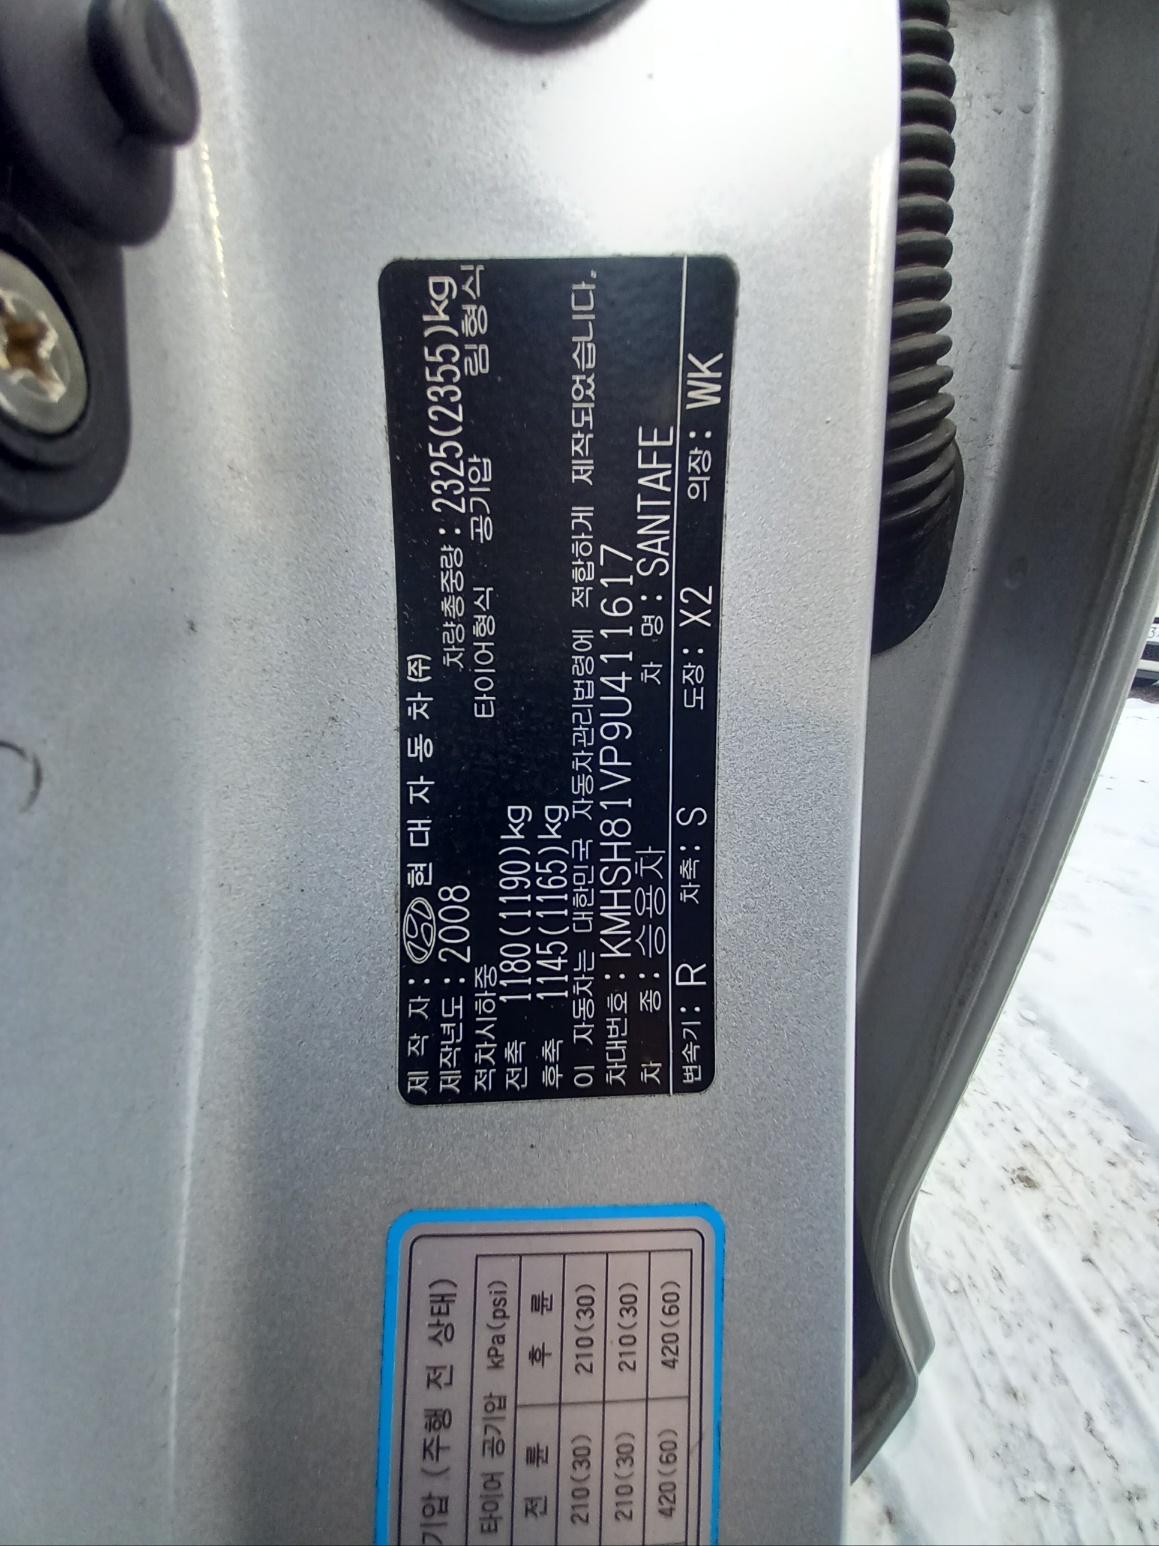 제 작 자 : 현 대 자 동 차 (주)
제작년도 : 2008 차량총중량 : 2325(2355)kg
적차시하중 타이어형식 공기압 림형식
전축 1180(1190)kg
후축 1145(1165)kg
이 자동차는 대한민국 자동차관리법령에 적합하게 제작되었습니다.
차대번호 : KMHSH81VP9U411617
차 종 : 승용차 차 명 : SANTAFE
변속기 : R 차축 : S 도장 : X2 의장 : WK
기압 (주행 전 상태)
타이어 공기압 kPa(psi)
전 륜 후 륜
210(30) 210(30)
210(30) 210(30)
420(60) 420(60)